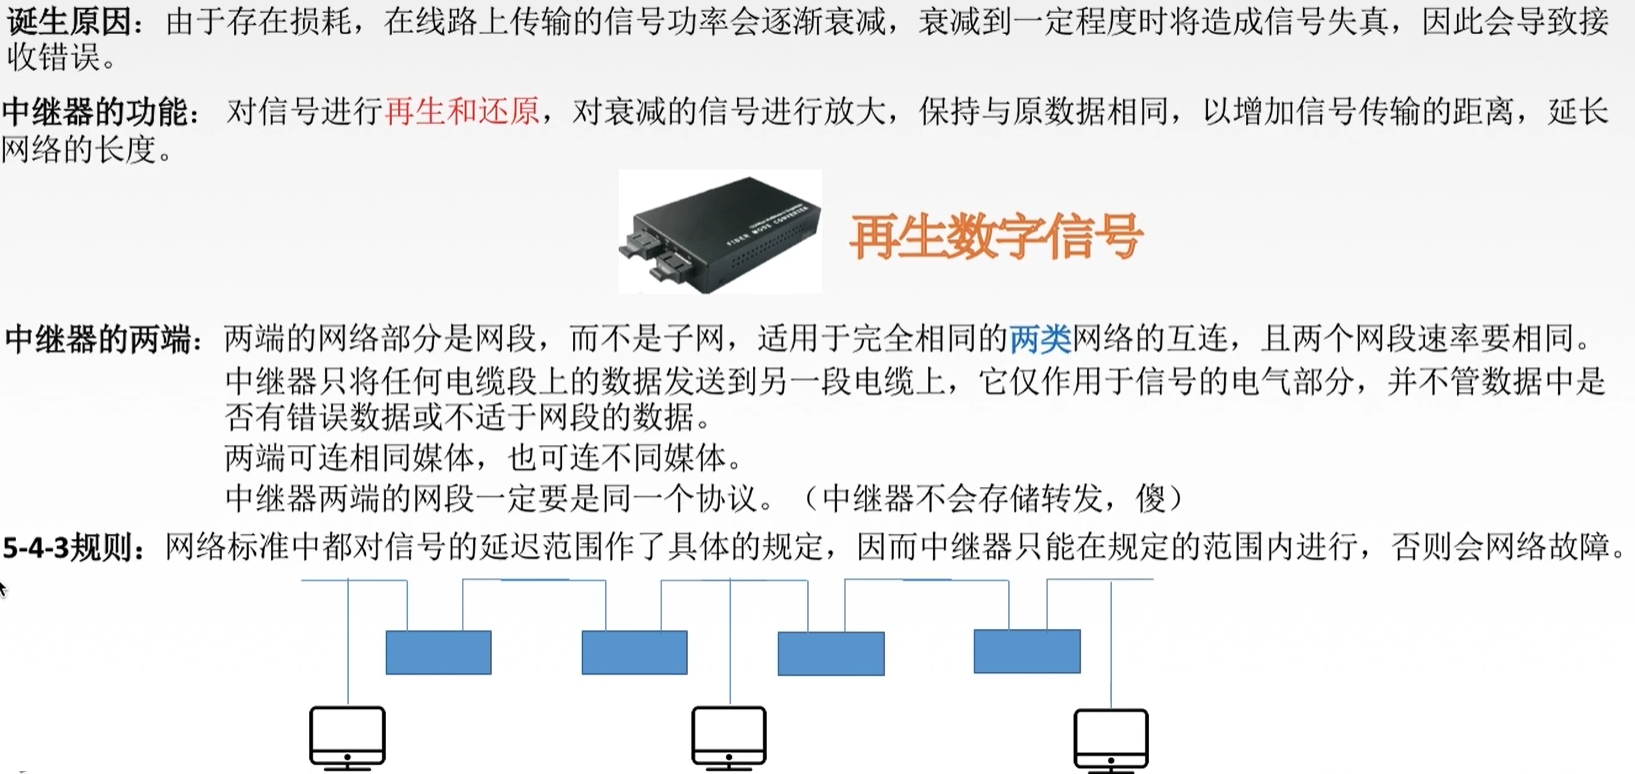 诞生原因：由于存在损耗，在线路上传输的信号功率会逐渐衰减，衰减到一定程度时将造成信号失真，因此会导致接
收错误。
中继器的功能： 对信号进行再生和还原，对衰减的信号进行放大，保持与原数据相同，以增加信号传输的距离，延长
网络的长度。
FIBER MODE CONVERTER
再生数字信号
中继器的两端：两端的网络部分是网段，而不是子网，适用于完全相同的两类网络的互连，且两个网段速率要相同。
中继器只将任何电缆段上的数据发送到另一段电缆上，它仅作用于信号的电气部分，并不管数据中是
否有错误数据或不适于网段的数据。
两端可连相同媒体，也可连不同媒体。
中继器两端的网段一定要是同一个协议。（中继器不会存储转发，傻）
5-4-3规则：网络标准中都对信号的延迟范围作了具体的规定，因而中继器只能在规定的范围内进行，否则会网络故障。